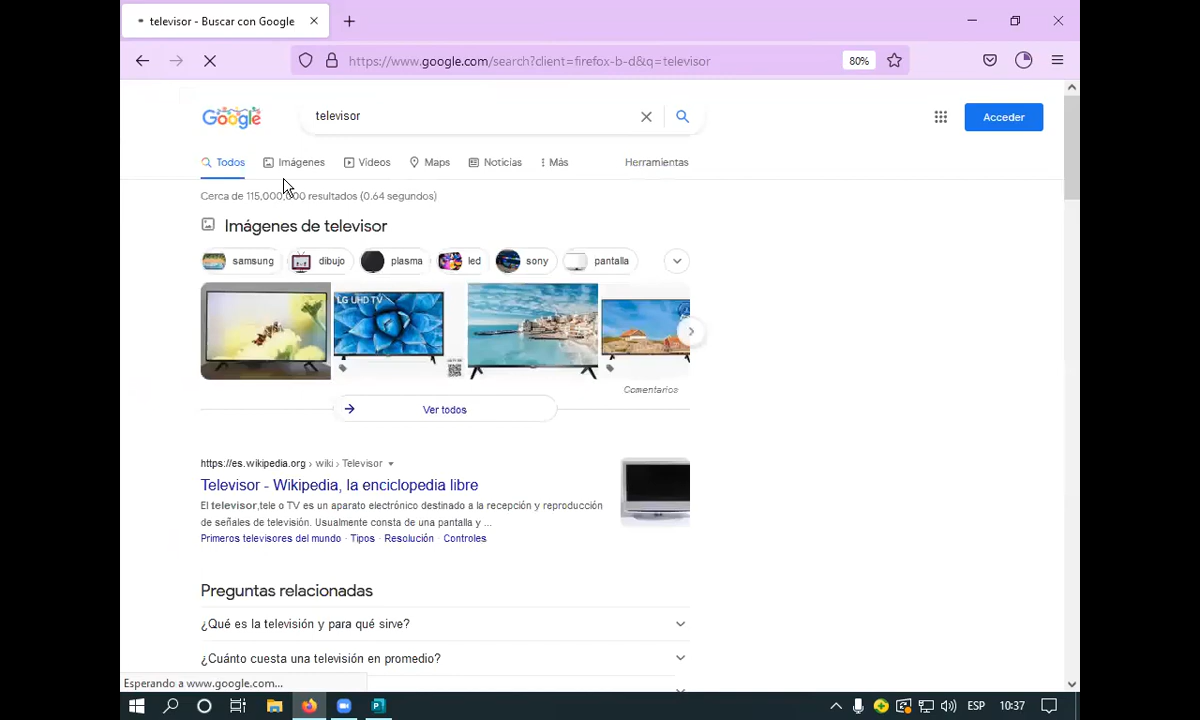 televisor - Buscar con Google
https://www.google.com/search?client=firefox-b-d&q=televisor
80%
Google
televisor
Acceder
Todos
Imágenes
Vídeos
Maps
Noticias
Más
Herramientas
Cerca de 115,000,000 resultados (0.64 segundos)
Imágenes de televisor
samsung
dibujo
plasma
led
sony
pantalla
LG UHD TV
Comentarios
Ver todos
https://es.wikipedia.org › wiki › Televisor
Televisor - Wikipedia, la enciclopedia libre
El televisor,tele o TV es un aparato electrónico destinado a la recepción y reproducción
de señales de televisión. Usualmente consta de una pantalla y ...
Primeros televisores del mundo · Tipos · Resolución · Controles
Preguntas relacionadas
¿Qué es la televisión y para qué sirve?
¿Cuánto cuesta una televisión en promedio?
Esperando a www.google.com...
ESP
10:37